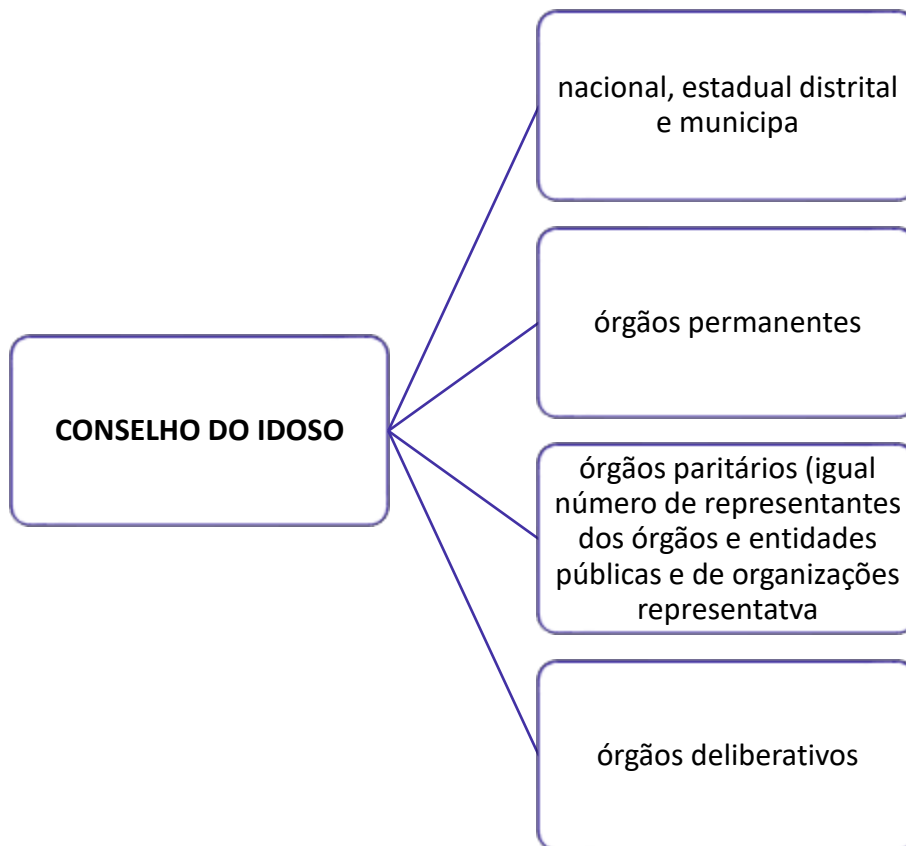 nacional, estadual distrital
e municipa
órgãos permanentes
CONSELHO DO IDOSO
órgãos paritários (igual
número de representantes
dos órgãos e entidades
públicas e de organizações
representatva
órgãos deliberativos